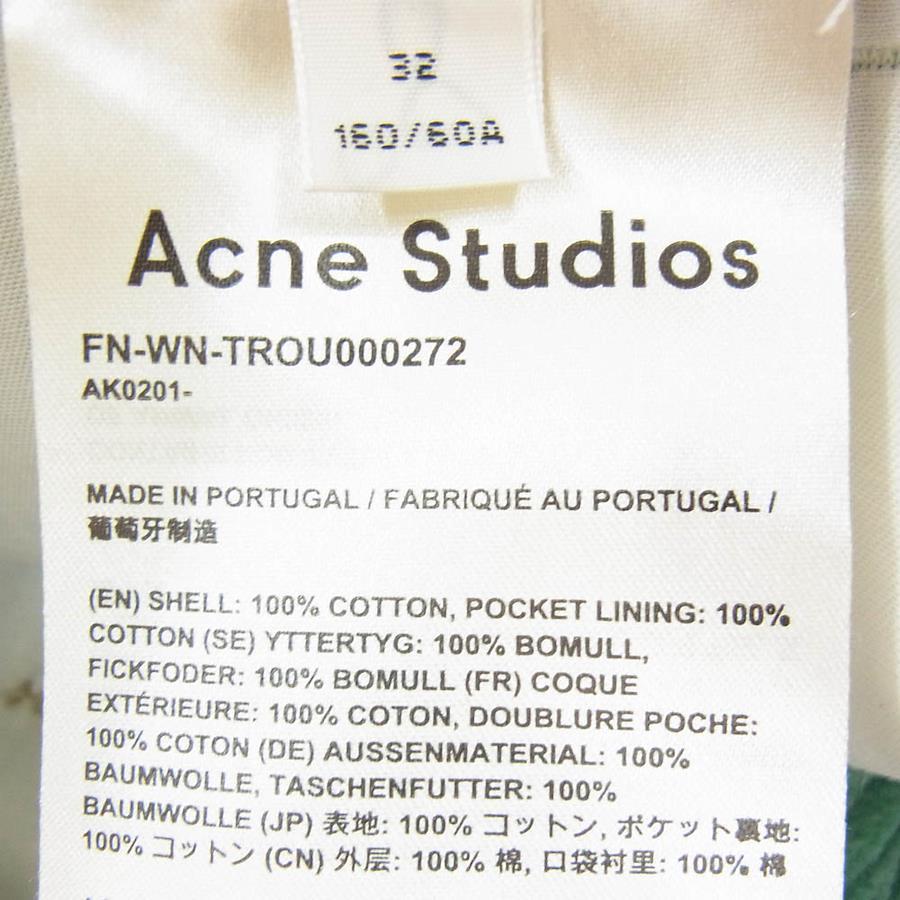 32
160/60A
Acne Studios
FN-WN-TROU000272
AK0201-
MADE IN PORTUGAL / FABRIQUÉ AU PORTUGAL /
葡萄牙制造
(EN) SHELL: 100% COTTON, POCKET LINING: 100%
COTTON (SE) YTTERTYG: 100% BOMULL,
FICKFODER: 100% BOMULL (FR) COQUE
EXTÉRIEURE: 100% COTON, DOUBLURE POCHE:
100% COTON (DE) AUSSENMATERIAL: 100%
BAUMWOLLE, TASCHENFUTTER: 100%
BAUMWOLLE (JP) 表地: 100% コットン, ポケット裏地:
100% コットン (CN) 外层: 100% 棉, 口袋衬里: 100% 棉